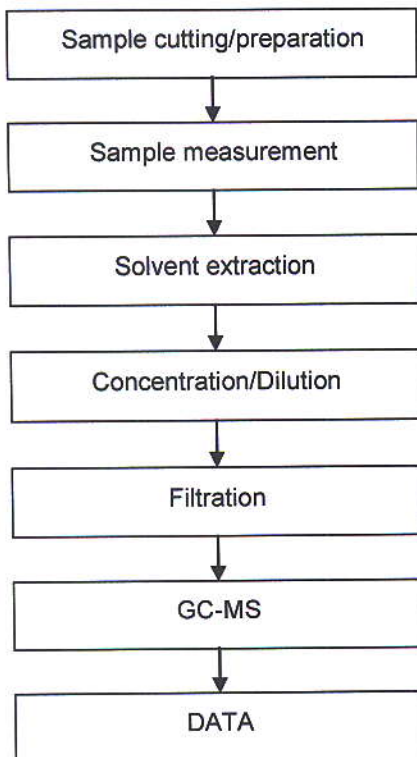 Sample cutting/preparation
Sample measurement
Solvent extraction
Concentration/Dilution
Filtration
GC-MS
DATA